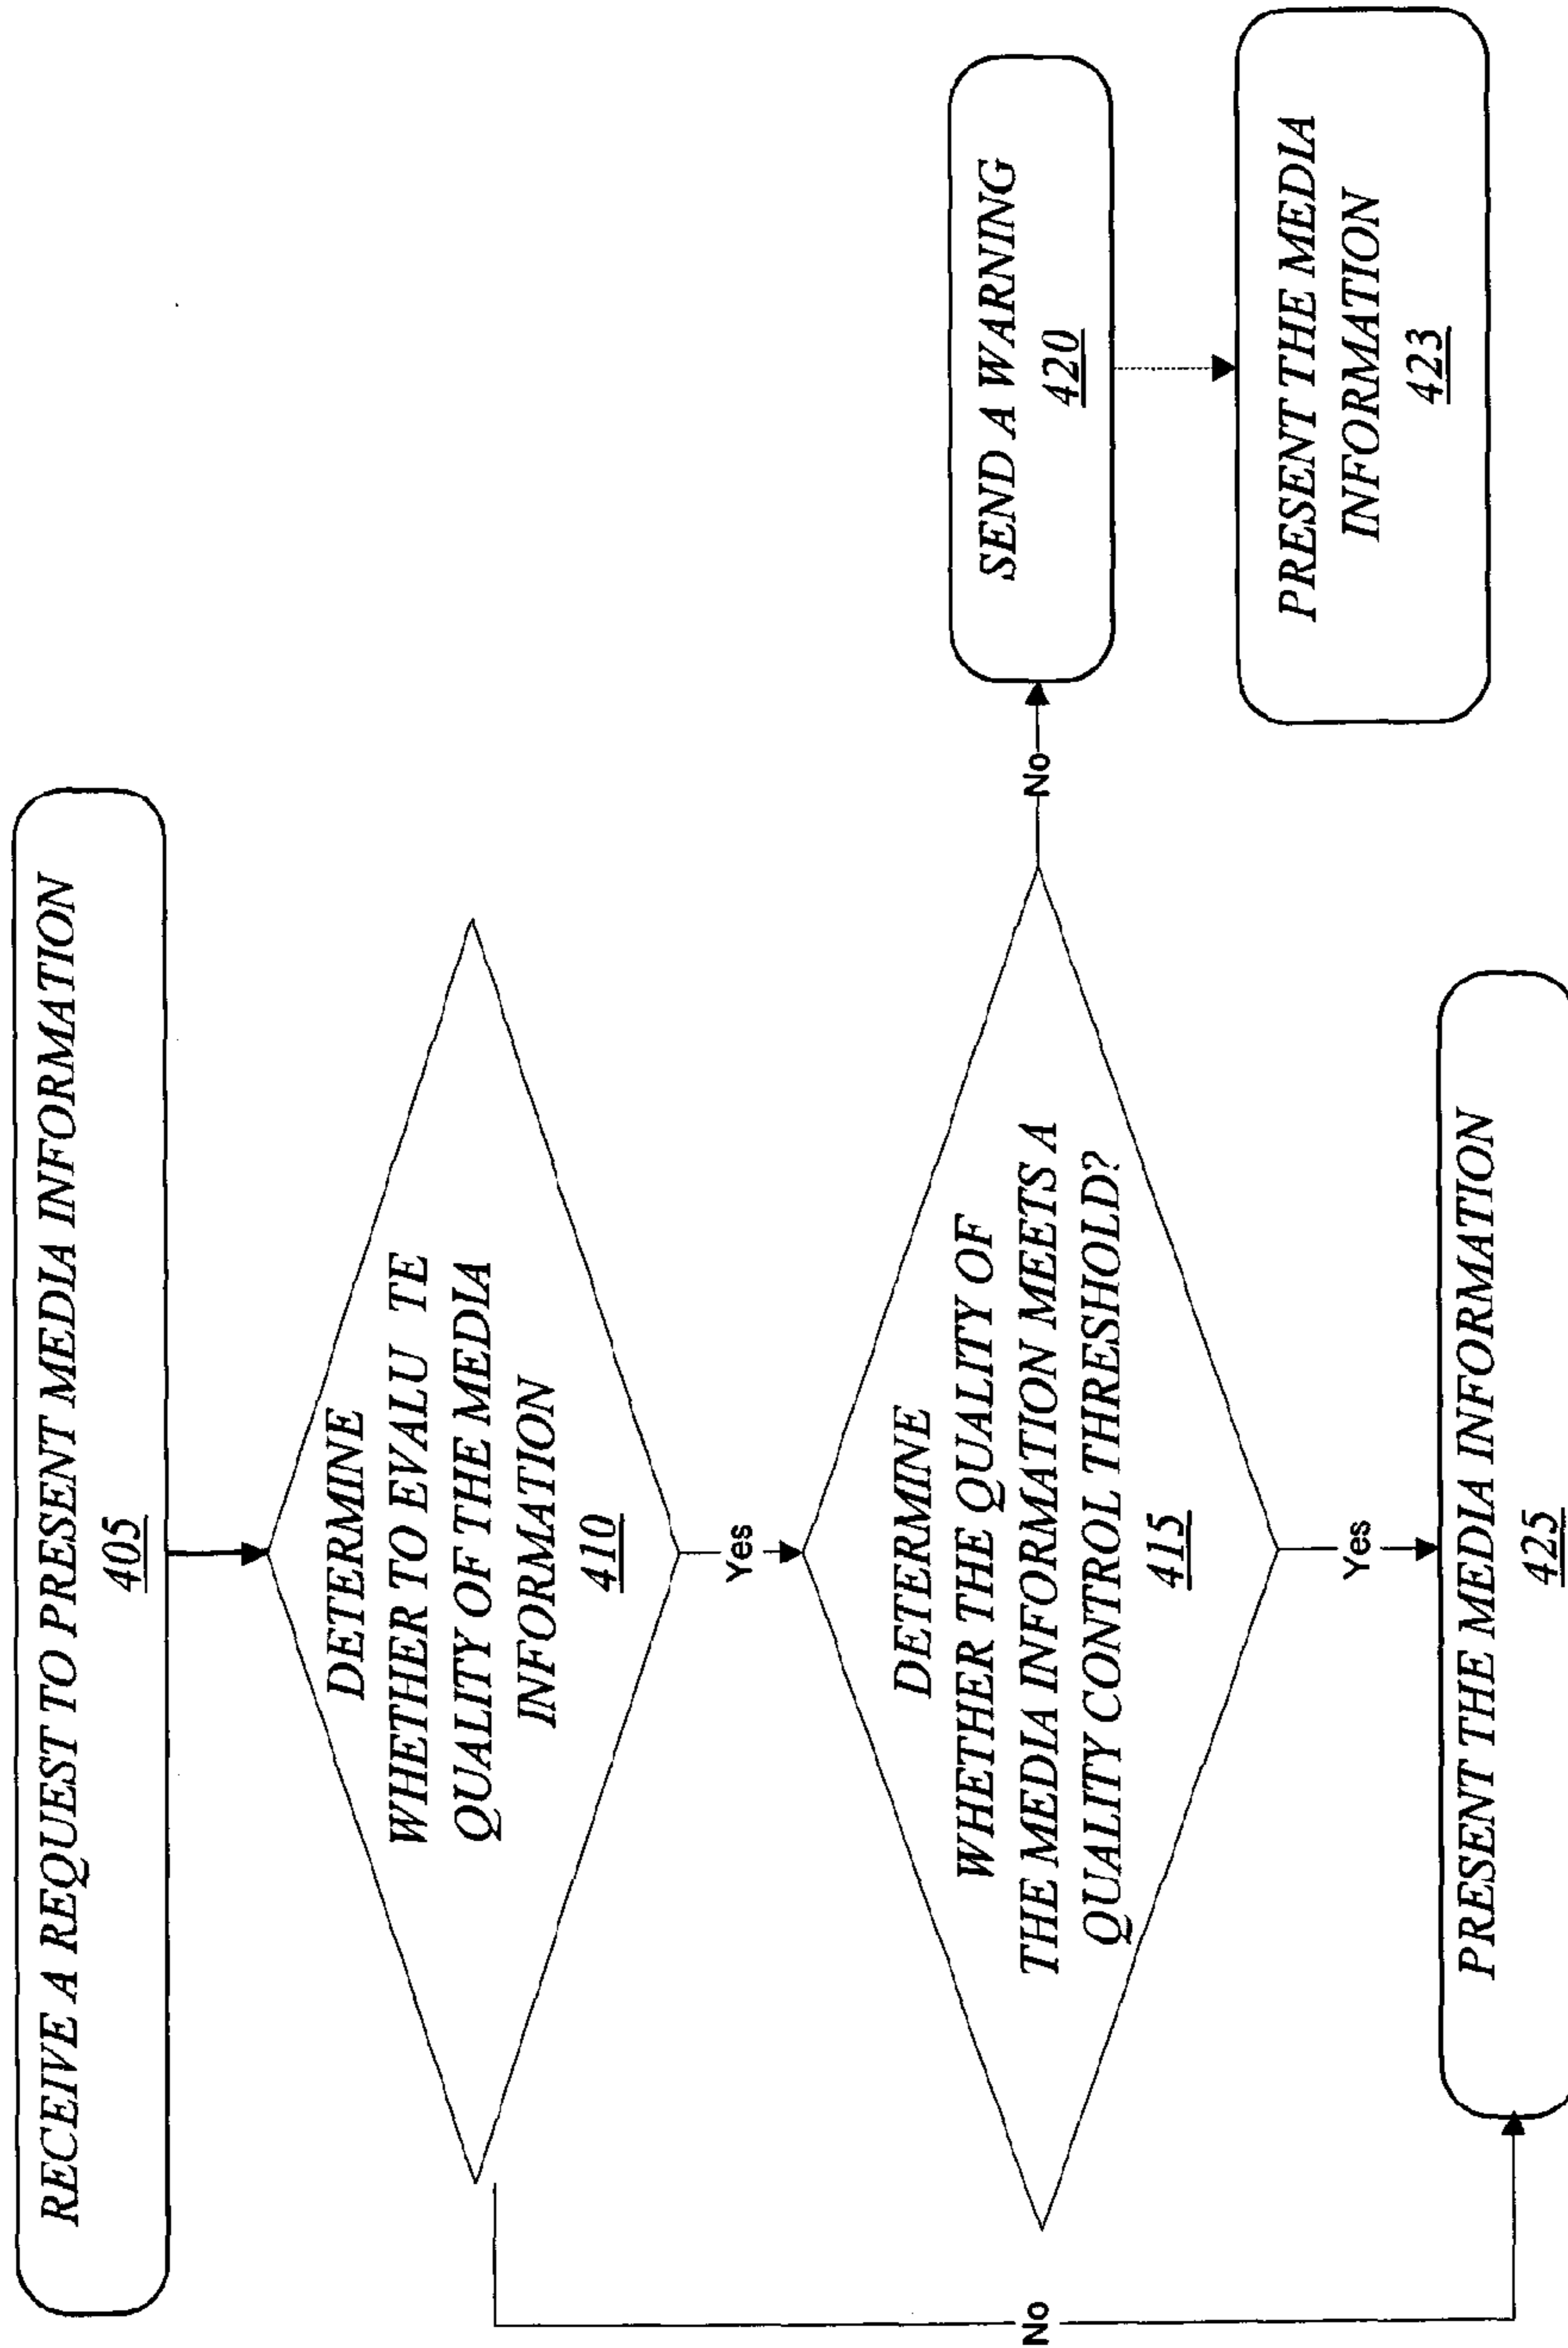 RECEIVE A REQUEST TO PRESENT MEDIA INFORMATION
405
DETERMINE
WHETHER TO EVALU TE
QUALITY OF THE MEDIA
INFORMATION
410
Yes
DETERMINE
WHETHER THE QUALITY OF
THE MEDIA INFORMATION MEETS A
QUALITY CONTROL THRESHOLD?
415
No
SEND A WARNING
420
PRESENT THE MEDIA
INFORMATION
423
Yes
No
PRESENT THE MEDIA INFORMATION
425